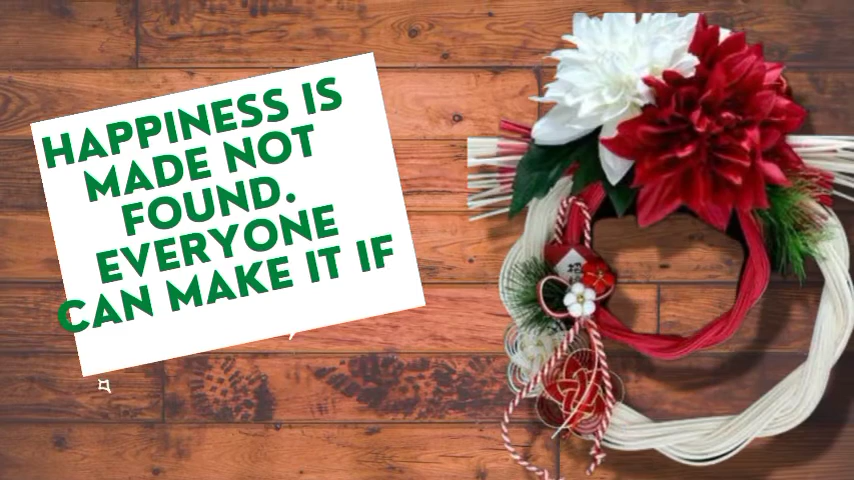 HAPPINESS IS
MADE NOT
FOUND.
EVERYONE
CAN MAKE IT IF